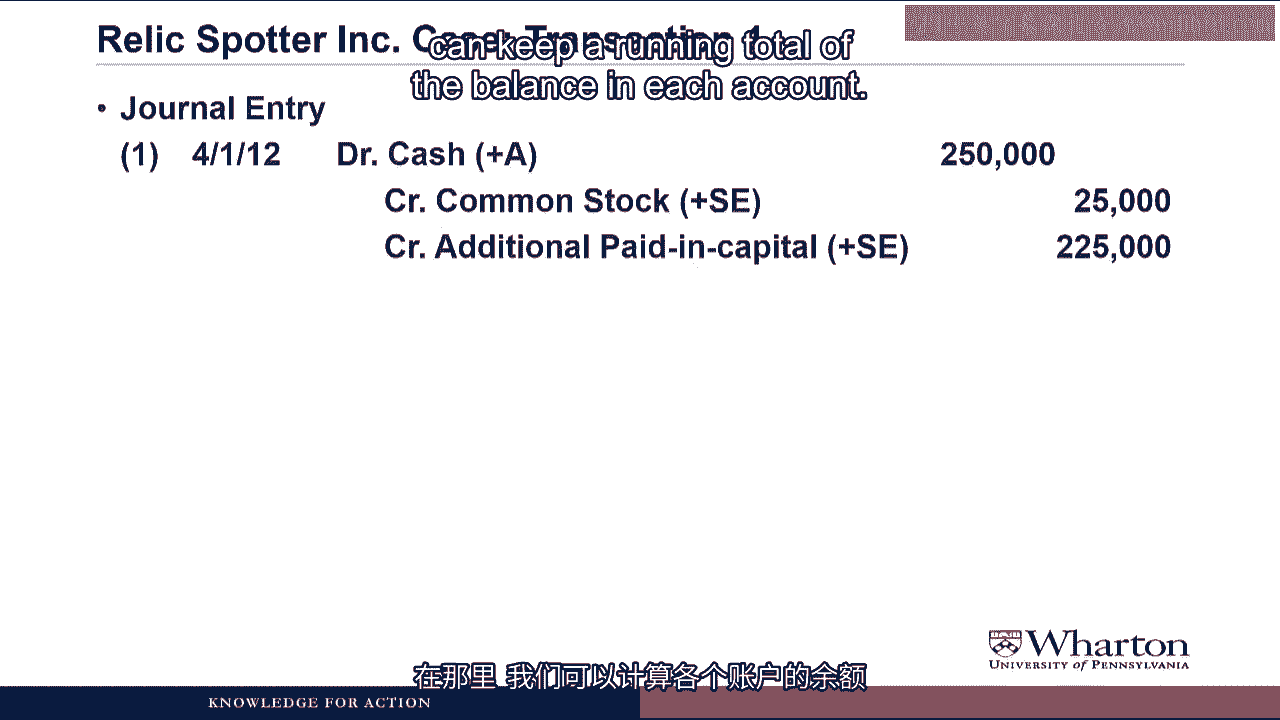 Relic Spotter Inc. Case: Transaction 1
can keep a running total of
the balance in each account.
• Journal Entry
(1) 4/1/12 Dr. Cash (+A) 250,000
Cr. Common Stock (+SE) 25,000
Cr. Additional Paid-in-capital (+SE) 225,000
Wharton
UNIVERSITY of PENNSYLVANIA
在那里 我们可以计算各个账户的余额
KNOWLEDGE FOR ACTION